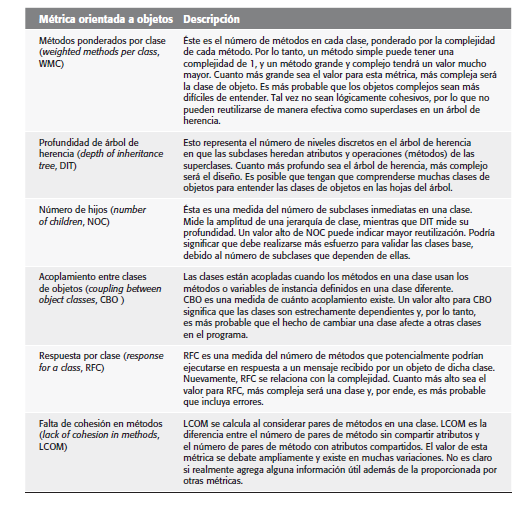 Métrica orientada a objetos Descripción
Métodos ponderados por clase
(weighted methods per class,
WMC)
Éste es el número de métodos en cada clase, ponderado por la complejidad
de cada método. Por lo tanto, un método simple puede tener una
complejidad de 1, y un método grande y complejo tendrá un valor mucho
mayor. Cuanto más grande sea el valor para esta métrica, más compleja será
la clase de objeto. Es más probable que los objetos complejos sean más
difíciles de entender. Tal vez no sean lógicamente cohesivos, por lo que no
pueden reutilizarse de manera efectiva como superclases en un árbol de
herencia.
Profundidad de árbol de
herencia (depth of inheritance
tree, DIT)
Esto representa el número de niveles discretos en el árbol de herencia
en que las subclases heredan atributos y operaciones (métodos) de las
superclases. Cuanto más profundo sea el árbol de herencia, más complejo
será el diseño. Es posible que tengan que comprenderse muchas clases de
objetos para entender las clases de objetos en las hojas del árbol.
Número de hijos (number
of children, NOC)
Ésta es una medida del número de subclases inmediatas en una clase.
Mide la amplitud de una jerarquía de clase, mientras que DIT mide su
profundidad. Un valor alto de NOC puede indicar mayor reutilización. Podría
significar que debe realizarse más esfuerzo para validar las clases base,
debido al número de subclases que dependen de ellas.
Acoplamiento entre clases
de objetos (coupling between
object classes, CBO )
Las clases están acopladas cuando los métodos en una clase usan los
métodos o variables de instancia definidos en una clase diferente.
CBO es una medida de cuánto acoplamiento existe. Un valor alto para CBO
significa que las clases son estrechamente dependientes y, por lo tanto,
es más probable que el hecho de cambiar una clase afecte a otras clases
en el programa.
Respuesta por clase (response
for a class, RFC)
RFC es una medida del número de métodos que potencialmente podrían
ejecutarse en respuesta a un mensaje recibido por un objeto de dicha clase.
Nuevamente, RFC se relaciona con la complejidad. Cuanto más alto sea el
valor para RFC, más compleja será una clase y, por ende, es más probable
que incluya errores.
Falta de cohesión en métodos
(lack of cohesion in methods,
LCOM)
LCOM se calcula al considerar pares de métodos en una clase. LCOM es la
diferencia entre el número de pares de método sin compartir atributos y
el número de pares de método con atributos compartidos. El valor de esta
métrica se debate ampliamente y existe en muchas variaciones. No es claro
si realmente agrega alguna información útil además de la proporcionada por
otras métricas.